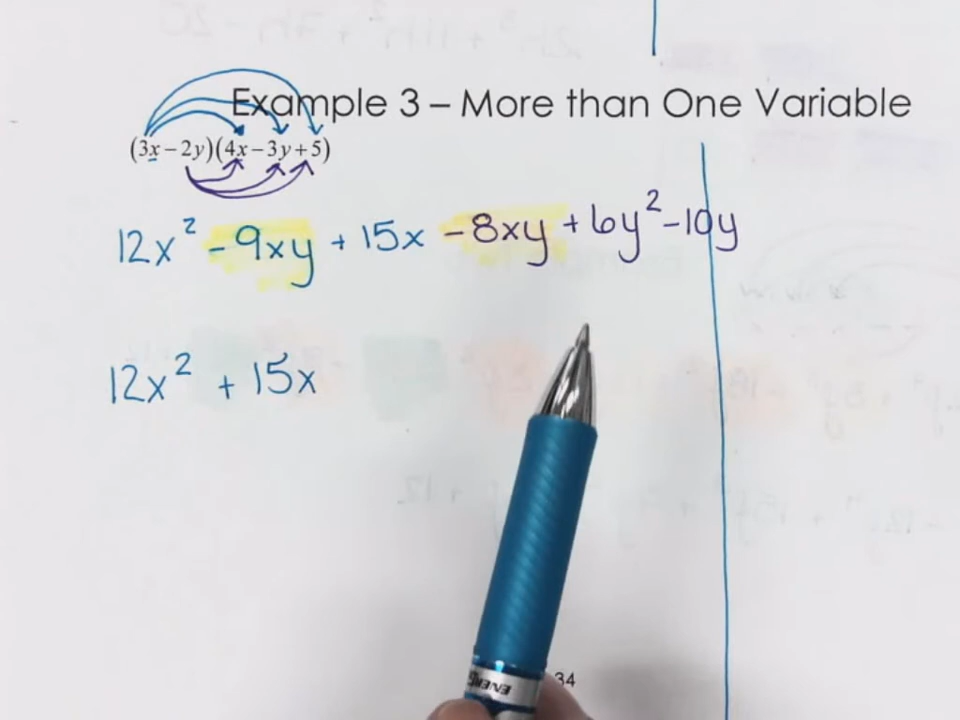 Example 3 – More than One Variable
(3x – 2y)(4x – 3y + 5)
12x² - 9xy + 15x - 8xy + 6y² - 10y
12x² + 15x
34